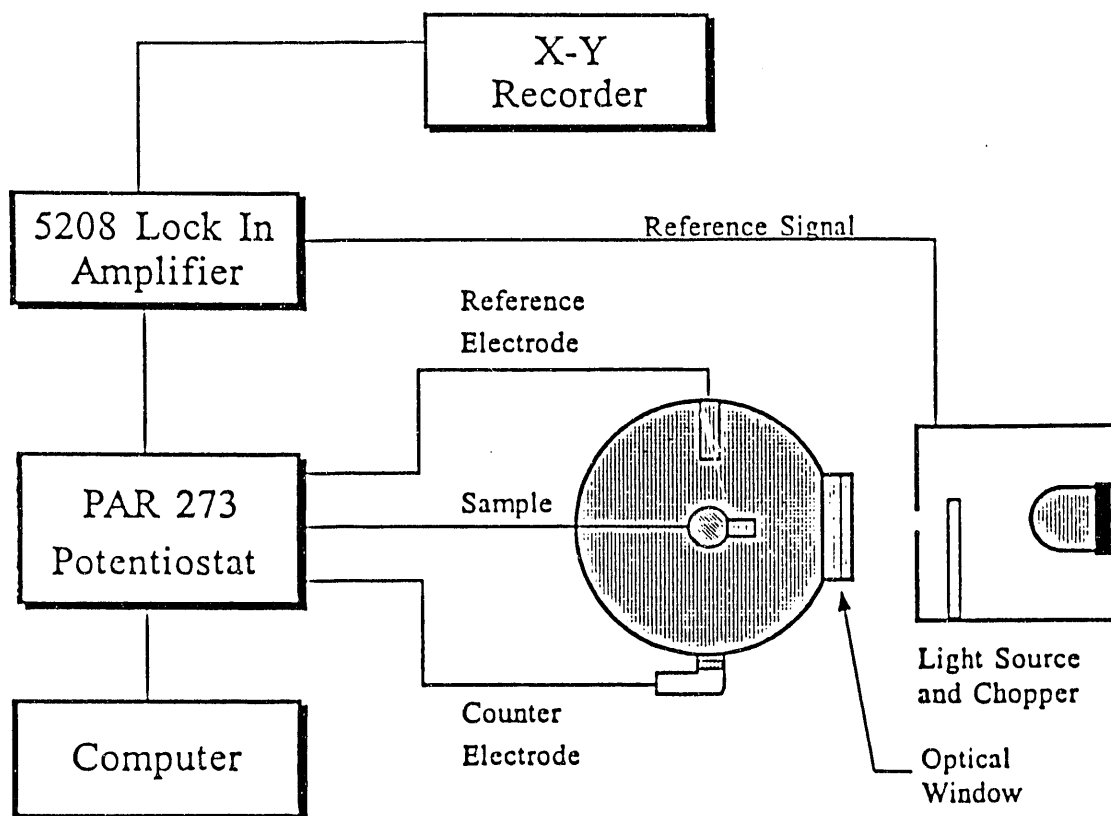 X-Y
Recorder
5208 Lock In
Amplifier
Reference Signal
Reference
Electrode
PAR 273
Potentiostat
Sample
Light Source
and Chopper
Counter
Electrode
Computer
Optical
Window